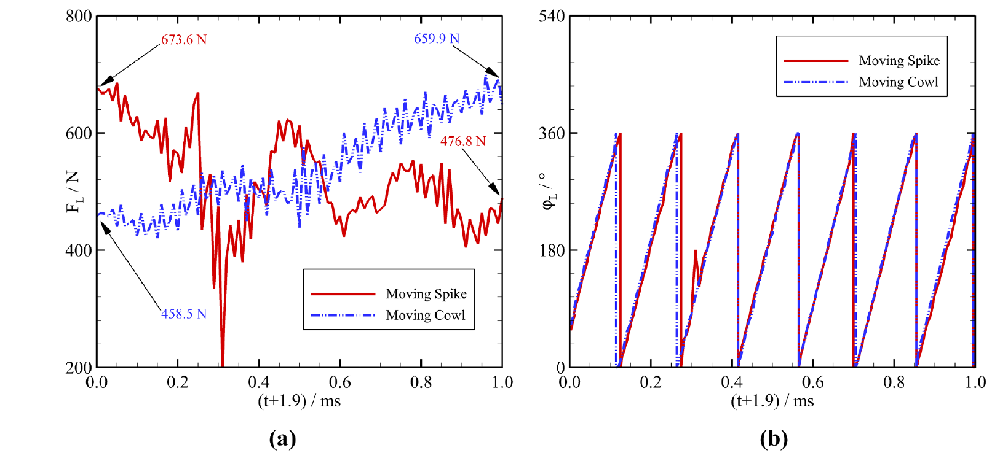 800
600
400
200
F_L / N
673.6 N
659.9 N
476.8 N
458.5 N
Moving Spike
Moving Cowl
0.0 0.2 0.4 0.6 0.8 1.0
(t+1.9) / ms
(a)
540
360
180
0
φ_L / °
Moving Spike
Moving Cowl
0.0 0.2 0.4 0.6 0.8 1.0
(t+1.9) / ms
(b)